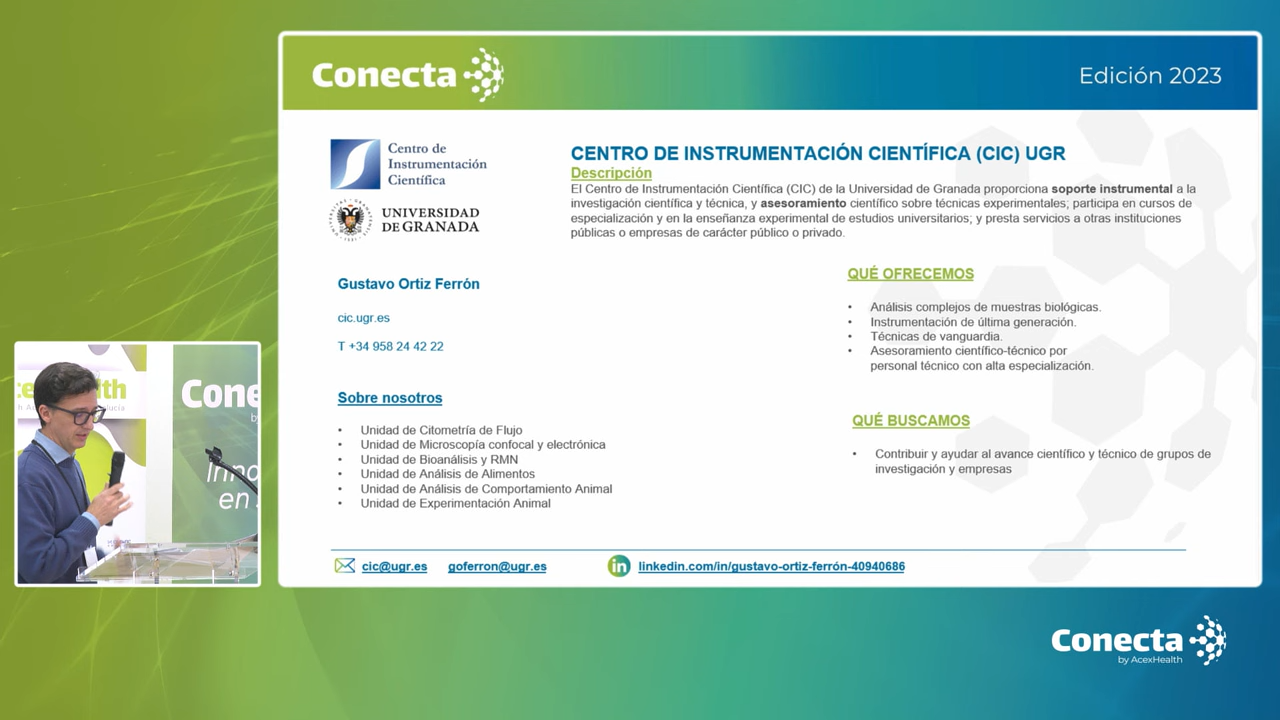 Conecta
Edición 2023
Centro de
Instrumentación
Científica
UNIVERSIDAD
DE GRANADA
CENTRO DE INSTRUMENTACIÓN CIENTÍFICA (CIC) UGR
Descripción
El Centro de Instrumentación Científica (CIC) de la Universidad de Granada proporciona soporte instrumental a la
investigación científica y técnica, y asesoramiento científico sobre técnicas experimentales; participa en cursos de
especialización y en la enseñanza experimental de estudios universitarios; y presta servicios a otras instituciones
públicas o empresas de carácter público o privado.
Gustavo Ortiz Ferrón
cic.ugr.es
T +34 958 24 42 22
Sobre nosotros
• Unidad de Citometría de Flujo
• Unidad de Microscopía confocal y electrónica
• Unidad de Bioanálisis y RMN
• Unidad de Análisis de Alimentos
• Unidad de Análisis de Comportamiento Animal
• Unidad de Experimentación Animal
QUÉ OFRECEMOS
• Análisis complejos de muestras biológicas.
• Instrumentación de última generación.
• Técnicas de vanguardia.
• Asesoramiento científico-técnico por
personal técnico con alta especialización.
QUÉ BUSCAMOS
• Contribuir y ayudar al avance científico y técnico de grupos de
investigación y empresas
cic@ugr.es goferron@ugr.es
in linkedin.com/in/gustavo-ortiz-ferrón-40940686
Cone
Inno
en
Conecta
by AcexHealth